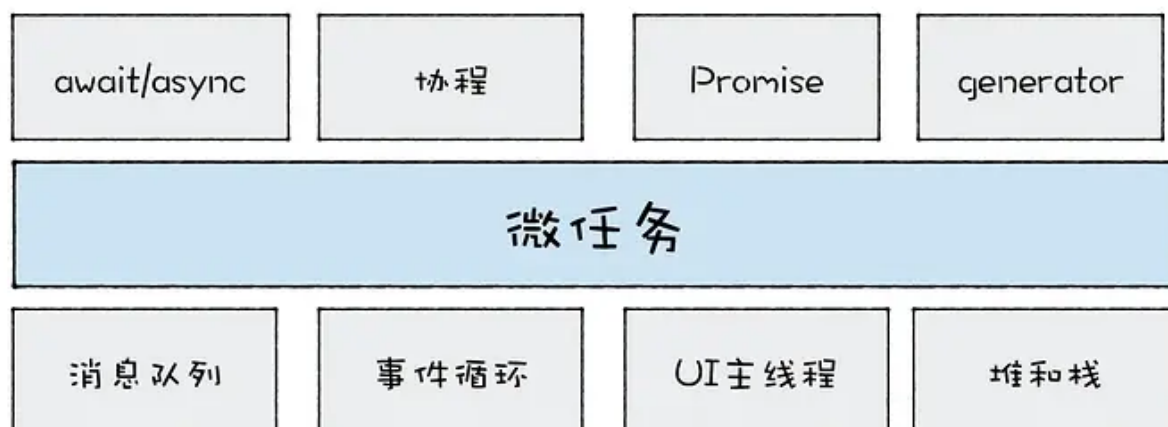 await/async
协程
Promise
generator
微任务
消息队列
事件循环
UI主线程
堆和栈